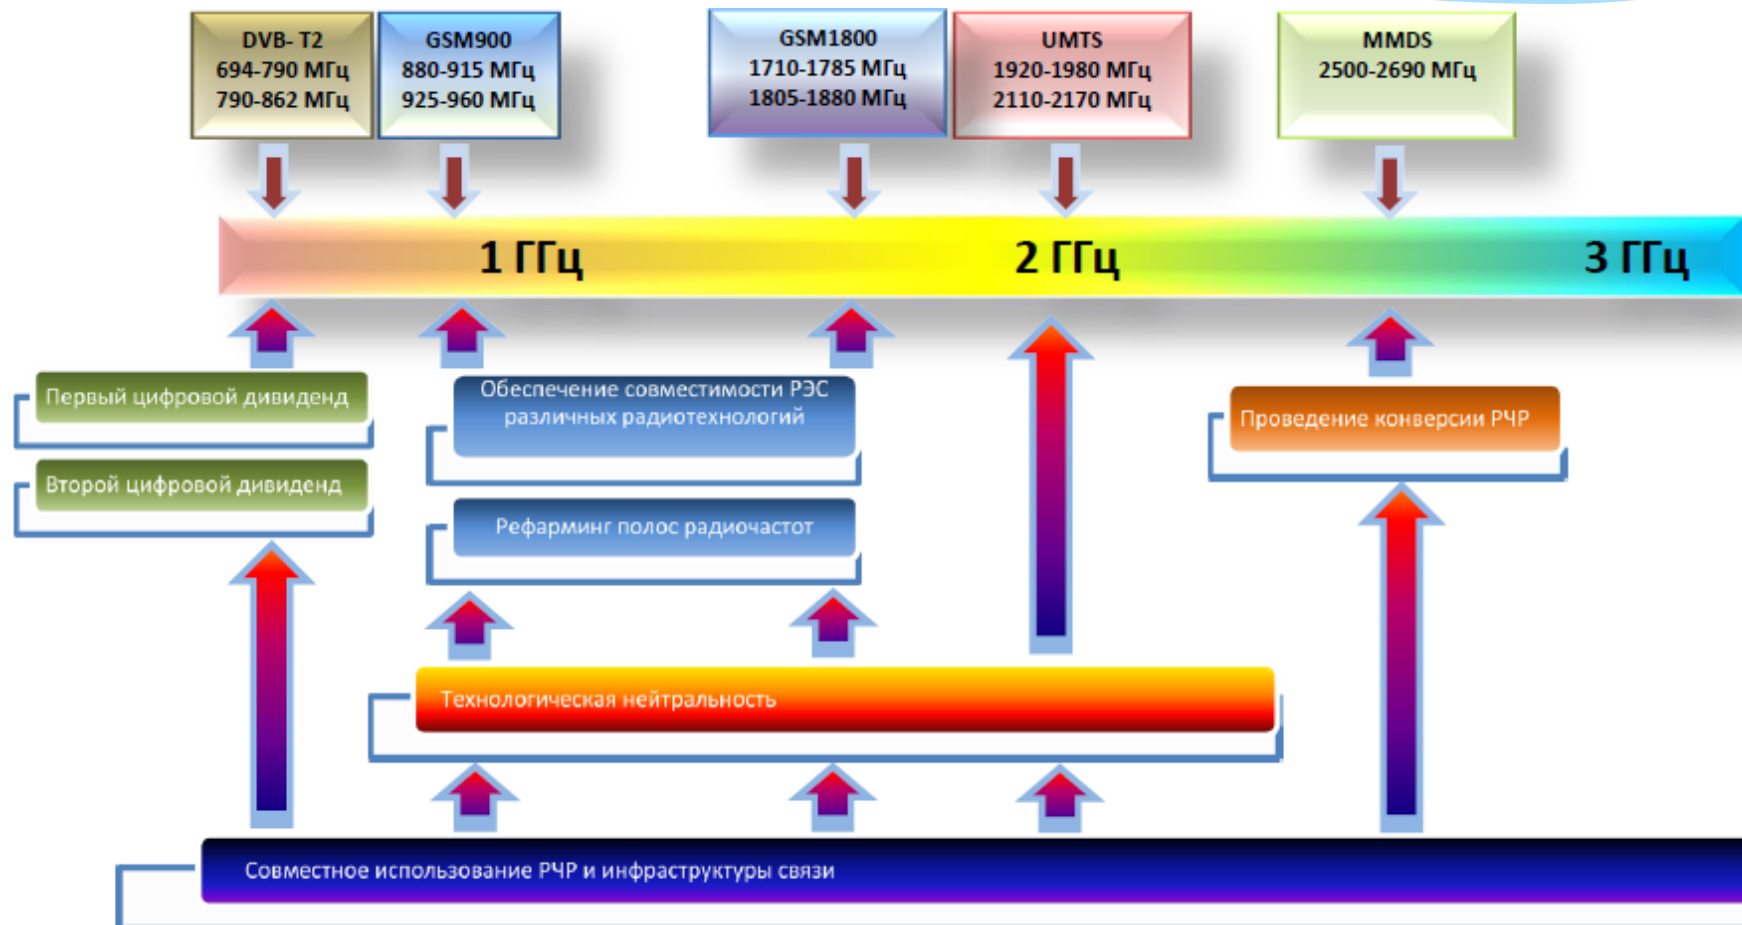 DVB- T2
694-790 МГц
790-862 МГц
GSM900
880-915 МГц
925-960 МГц
GSM1800
1710-1785 МГц
1805-1880 МГц
UMTS
1920-1980 МГц
2110-2170 МГц
MMDS
2500-2690 МГц
1 ГГц
2 ГГц
3 ГГц
Первый цифровой дивиденд
Второй цифровой дивиденд
Обеспечение совместимости РЭС
различных радиотехнологий
Рефарминг полос радиочастот
Проведение конверсии РЧР
Технологическая нейтральность
Совместное использование РЧР и инфраструктуры связи